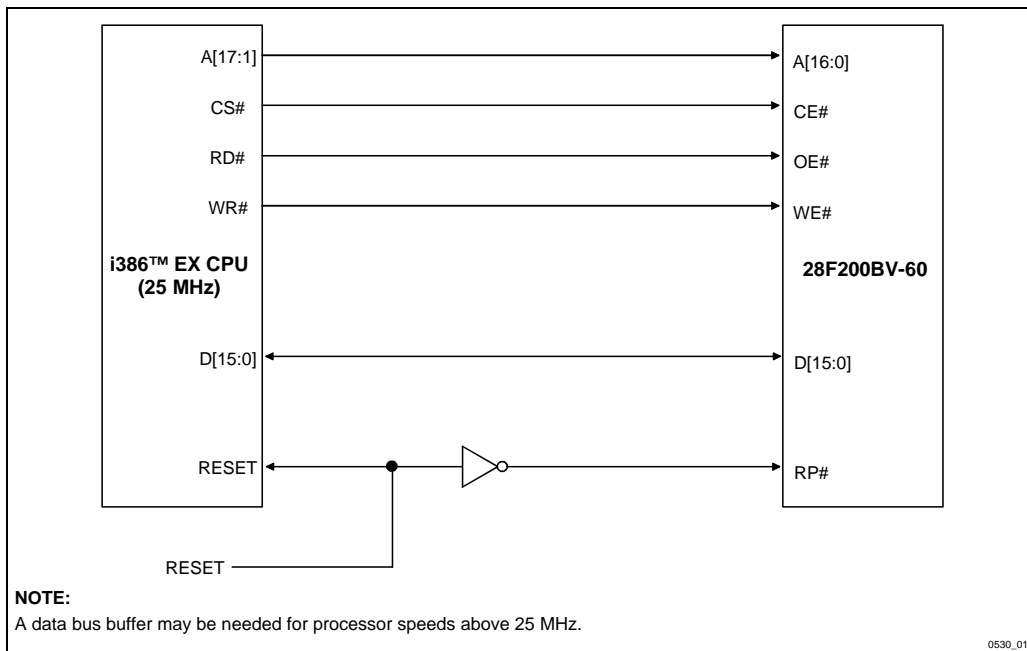 A[17:1]
A[16:0]
CS#
CE#
RD#
OE#
WR#
WE#
i386™ EX CPU
(25 MHz)
28F200BV-60
D[15:0]
D[15:0]
RESET
RP#
RESET
NOTE:
A data bus buffer may be needed for processor speeds above 25 MHz.
0530_01